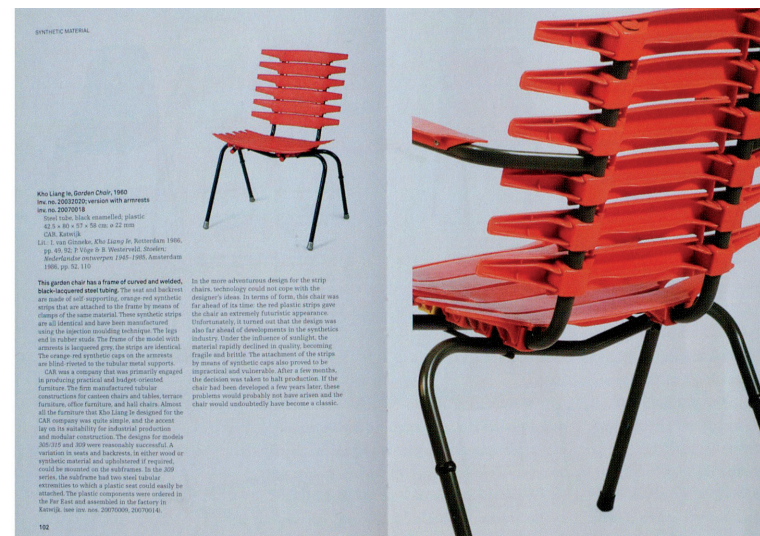 SYNTHETIC MATERIAL
Kho Liang Ie, Garden Chair, 1960
Inv. no. 20032020; version with armrests
inv. no. 20070018
Steel tube, black enamelled; plastic
42.5 x 80 x 57 x 58 cm; ø 22 mm
CAR, Katwijk
Lit.: I. van Ginneke, Kho Liang Ie, Rotterdam 1986,
pp. 49, 92; P. Vöge & B. Westerveld, Stoelen:
Nederlandse ontwerpen 1945-1985, Amsterdam
1986, pp. 52, 110
This garden chair has a frame of curved and welded,
black-lacquered steel tubing. The seat and backrest
are made of self-supporting, orange-red synthetic
strips that are attached to the frame by means of
clamps of the same material. These synthetic strips
are all identical and have been manufactured
using the injection moulding technique. The legs
end in rubber studs. The frame of the model with
armrests is lacquered grey, the strips are identical.
The orange-red synthetic caps on the armrests
are blind-riveted to the tubular metal supports.
CAR was a company that was primarily engaged
in producing practical and budget-oriented
furniture. The firm manufactured tubular
constructions for canteen chairs and tables, terrace
furniture, office furniture, and hall chairs. Almost
all the furniture that Kho Liang Ie designed for the
CAR company was quite simple, and the accent
lay on its suitability for industrial production
and modular construction. The designs for models
305/315 and 309 were reasonably successful. A
variation in seats and backrests, in either wood or
synthetic material and upholstered if required,
could be mounted on the subframes. In the 309
series, the subframe had two steel tubular
extremities to which a plastic seat could easily be
attached. The plastic components were ordered in
the Far East and assembled in the factory in
Katwijk. (see inv. nos. 20070009, 20070014).
In the more adventurous design for the strip
chairs, technology could not cope with the
designer's ideas. In terms of form, this chair was
far ahead of its time: the red plastic strips gave
the chair an extremely futuristic appearance.
Unfortunately, it turned out that the design was
also far ahead of developments in the synthetics
industry. Under the influence of sunlight, the
material rapidly declined in quality, becoming
fragile and brittle. The attachment of the strips
by means of synthetic caps also proved to be
impractical and vulnerable. After a few months,
the decision was taken to halt production. If the
chair had been developed a few years later, these
problems would probably not have arisen and the
chair would undoubtedly have become a classic.
102